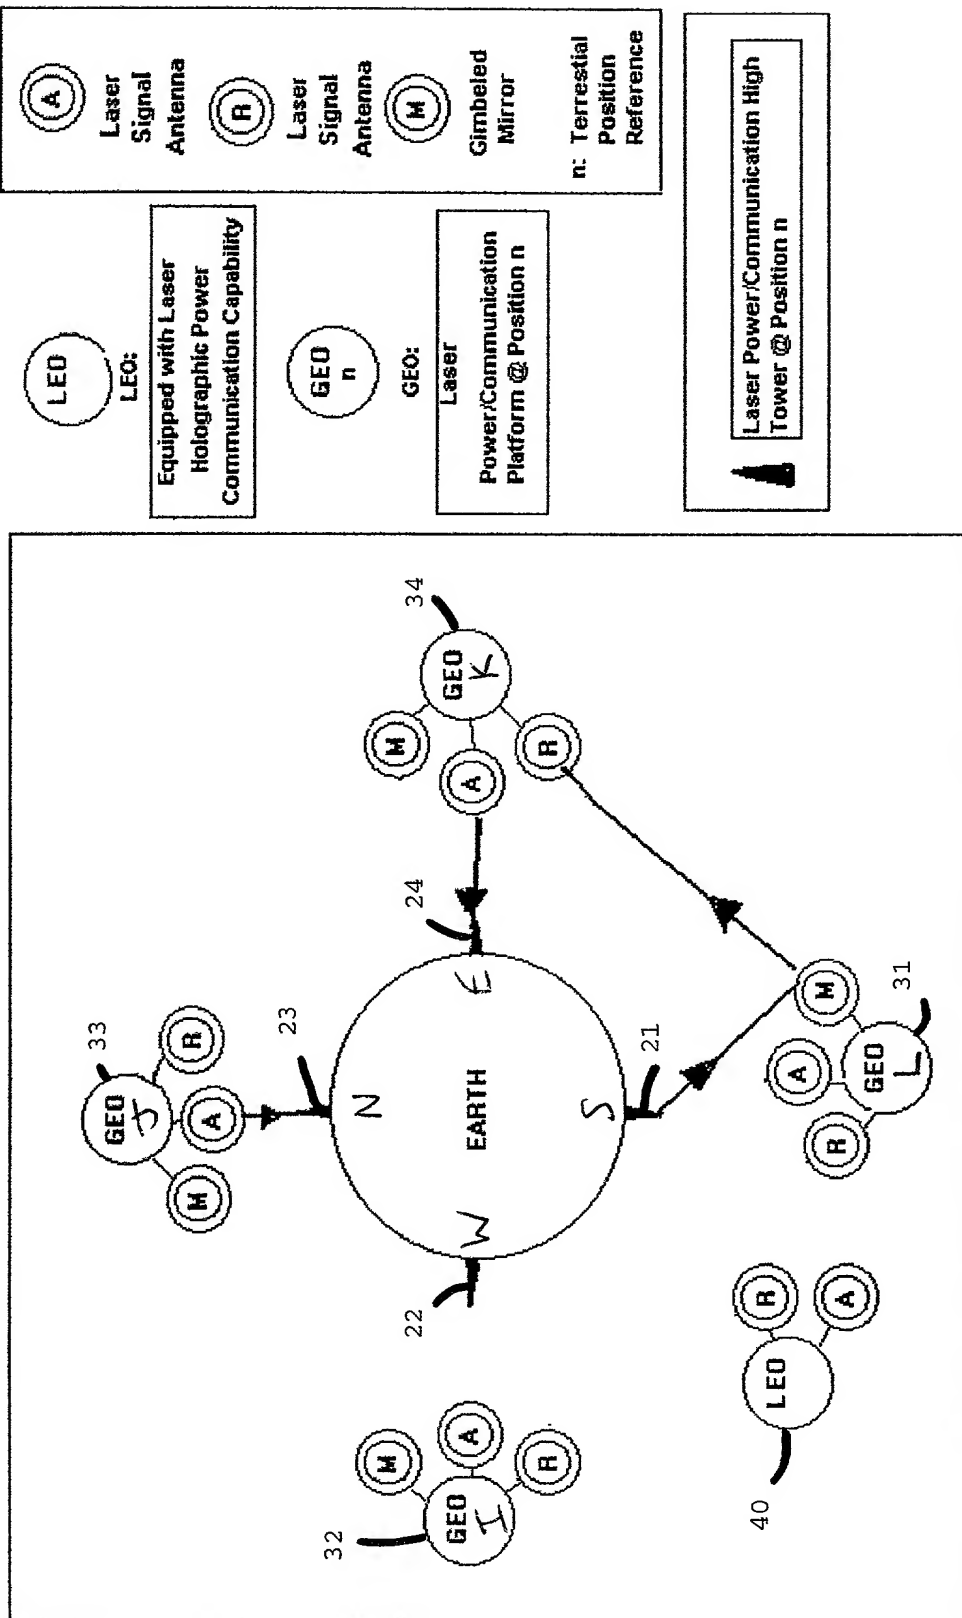 33
GEO
J
M
A
R
23
N
32
GEO
I
M
A
R
22
W
EARTH
E
24
34
GEO
K
M
A
R
S
21
40
LEO
R
A
GEO
L
R
A
M
31
LEO
LEO:
Equipped with Laser
Holographic Power
Communication Capability
GEO
n
GEO:
Laser
Power/Communication
Platform @ Position n
A
Laser
Signal
Antenna
R
Laser
Signal
Antenna
M
Gimbeled
Mirror
n: Terrestial
Position
Reference
Laser Power/Communication High
Tower @ Position n